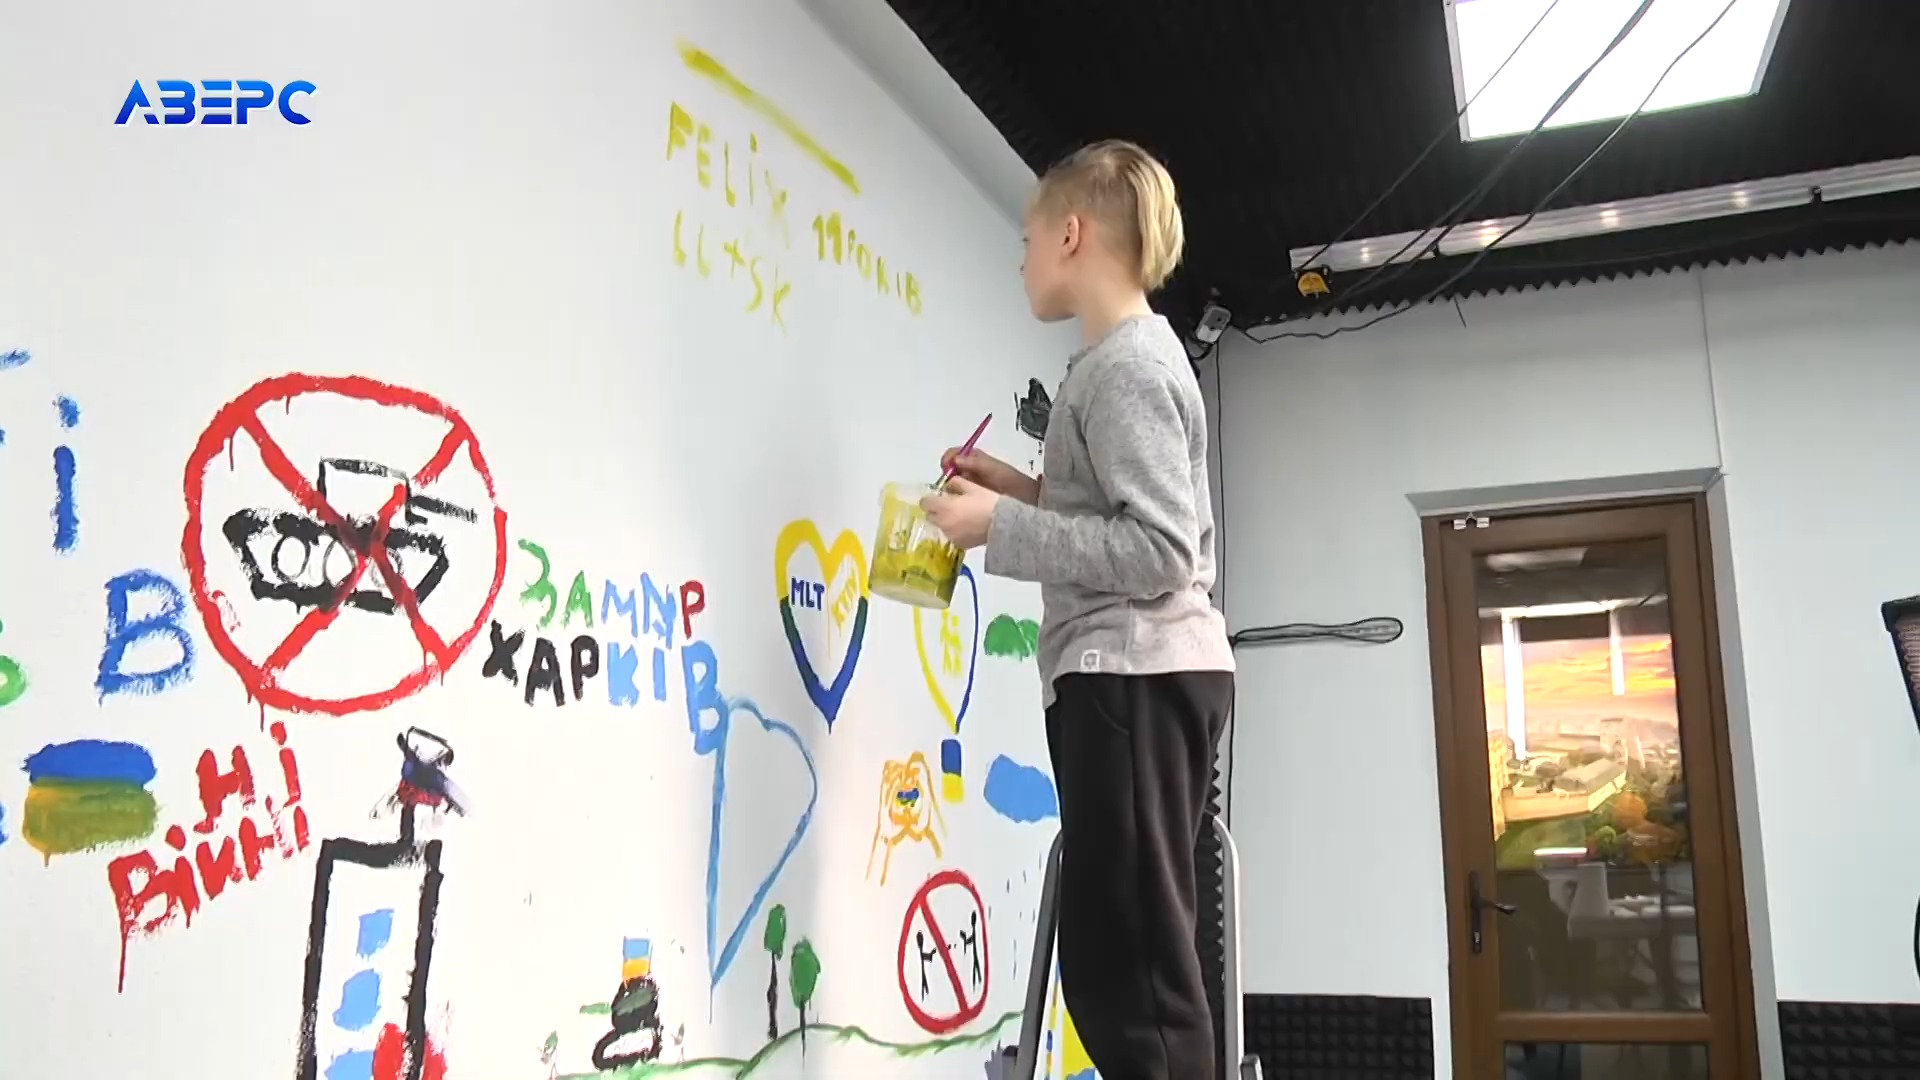 АВЕРС
FELiX 11 РОКІВ
ЗА МИР
ХАРКІВ
В
MLT
НІ
ВІЙНІ